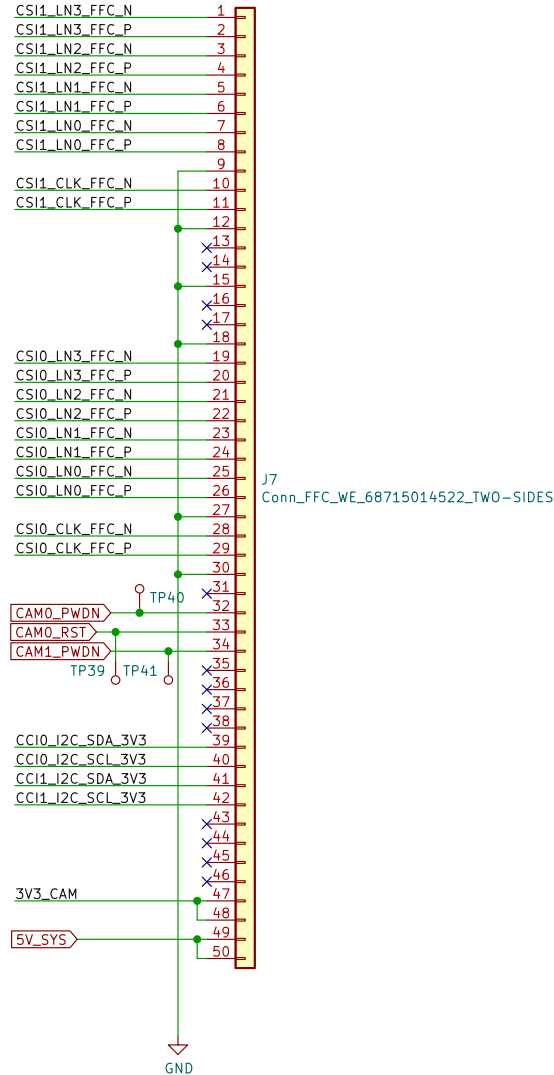 CSI1_LN3_FFC_N 1
CSI1_LN3_FFC_P 2
CSI1_LN2_FFC_N 3
CSI1_LN2_FFC_P 4
CSI1_LN1_FFC_N 5
CSI1_LN1_FFC_P 6
CSI1_LN0_FFC_N 7
CSI1_LN0_FFC_P 8
9
CSI1_CLK_FFC_N 10
CSI1_CLK_FFC_P 11
12
13
14
15
16
17
18
CSI0_LN3_FFC_N 19
CSI0_LN3_FFC_P 20
CSI0_LN2_FFC_N 21
CSI0_LN2_FFC_P 22
CSI0_LN1_FFC_N 23
CSI0_LN1_FFC_P 24
CSI0_LN0_FFC_N 25
J7
CSI0_LN0_FFC_P 26
Conn_FFC_WE_68715014522_TWO-SIDES
27
CSI0_CLK_FFC_N 28
CSI0_CLK_FFC_P 29
30
31
TP40
CAM0_PWDN 32
CAM0_RST 33
CAM1_PWDN 34
TP39 TP41 35
36
37
38
CCI0_I2C_SDA_3V3 39
CCI0_I2C_SCL_3V3 40
CCI1_I2C_SDA_3V3 41
CCI1_I2C_SCL_3V3 42
43
44
45
46
3V3_CAM 47
48
5V_SYS 49
50
GND